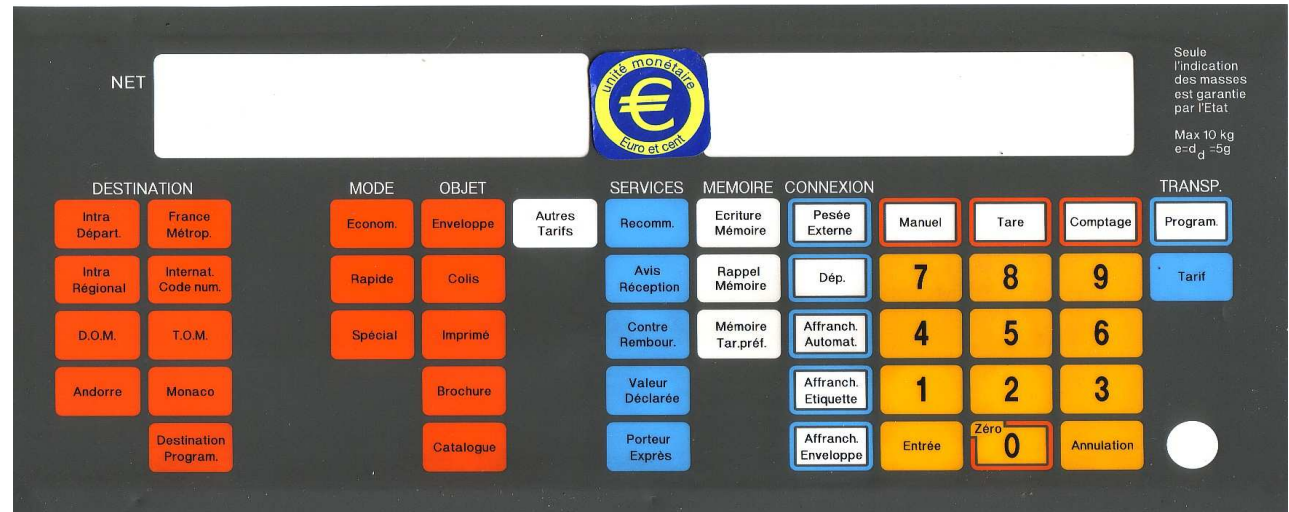 NET
unité monétaire
Euro et cent
Seule
l'indication
des masses
est garantie
par l'Etat
Max 10 kg
e=d_d =5g
DESTINATION
MODE
OBJET
SERVICES
MEMOIRE
CONNEXION
TRANSP.
Intra
Départ.
France
Métrop.
Econom.
Enveloppe
Autres
Tarifs
Recomm.
Ecriture
Mémoire
Pesée
Externe
Manuel
Tare
Comptage
Program.
Intra
Régional
Internat.
Code num.
Rapide
Colis
Avis
Réception
Rappel
Mémoire
Dép.
7
8
9
Tarif
D.O.M.
T.O.M.
Spécial
Imprimé
Contre
Rembour.
Mémoire
Tar.préf.
Affranch.
Automat.
4
5
6
Andorre
Monaco
Brochure
Valeur
Déclarée
Affranch.
Etiquette
1
2
3
Destination
Program.
Catalogue
Porteur
Exprès
Affranch.
Enveloppe
Entrée
Zéro
0
Annulation